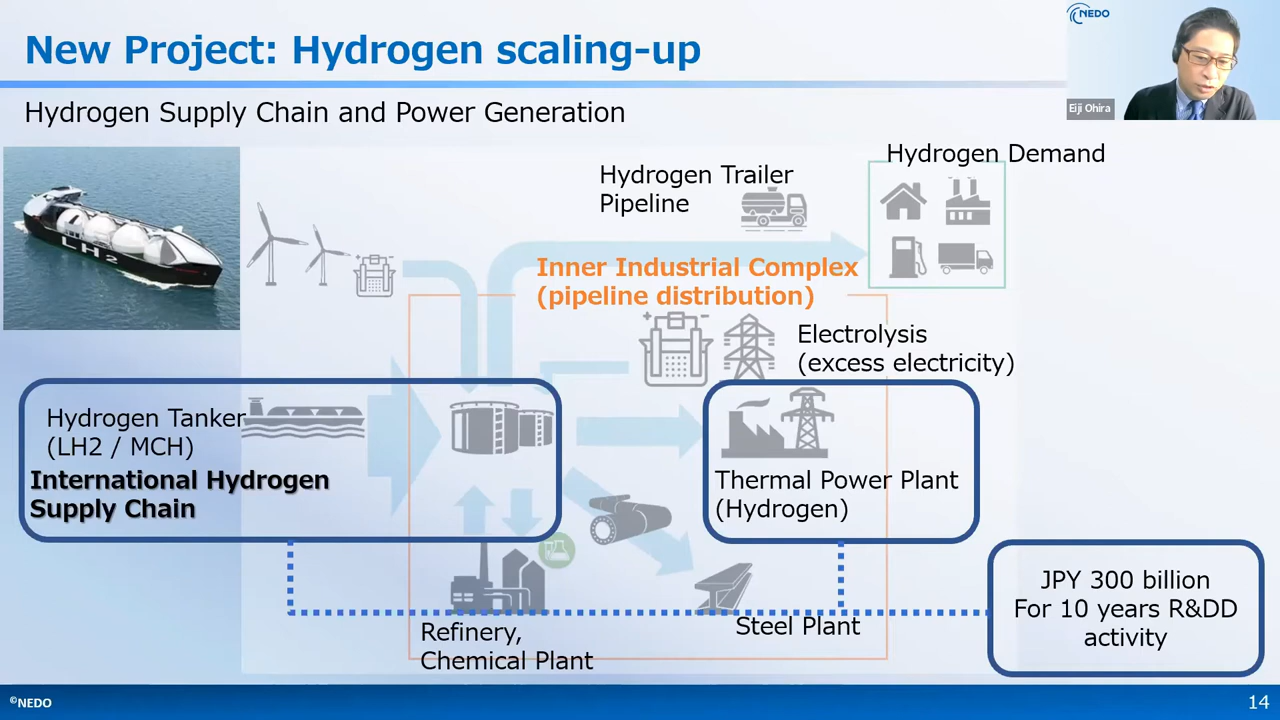 New Project: Hydrogen scaling-up
NEDO
Eiji Ohira
Hydrogen Supply Chain and Power Generation
LH2
Hydrogen Trailer
Pipeline
Hydrogen Demand
Inner Industrial Complex
(pipeline distribution)
Electrolysis
(excess electricity)
Hydrogen Tanker
(LH2 / MCH)
International Hydrogen
Supply Chain
Thermal Power Plant
(Hydrogen)
Refinery,
Chemical Plant
Steel Plant
JPY 300 billion
For 10 years R&DD
activity
©NEDO
14